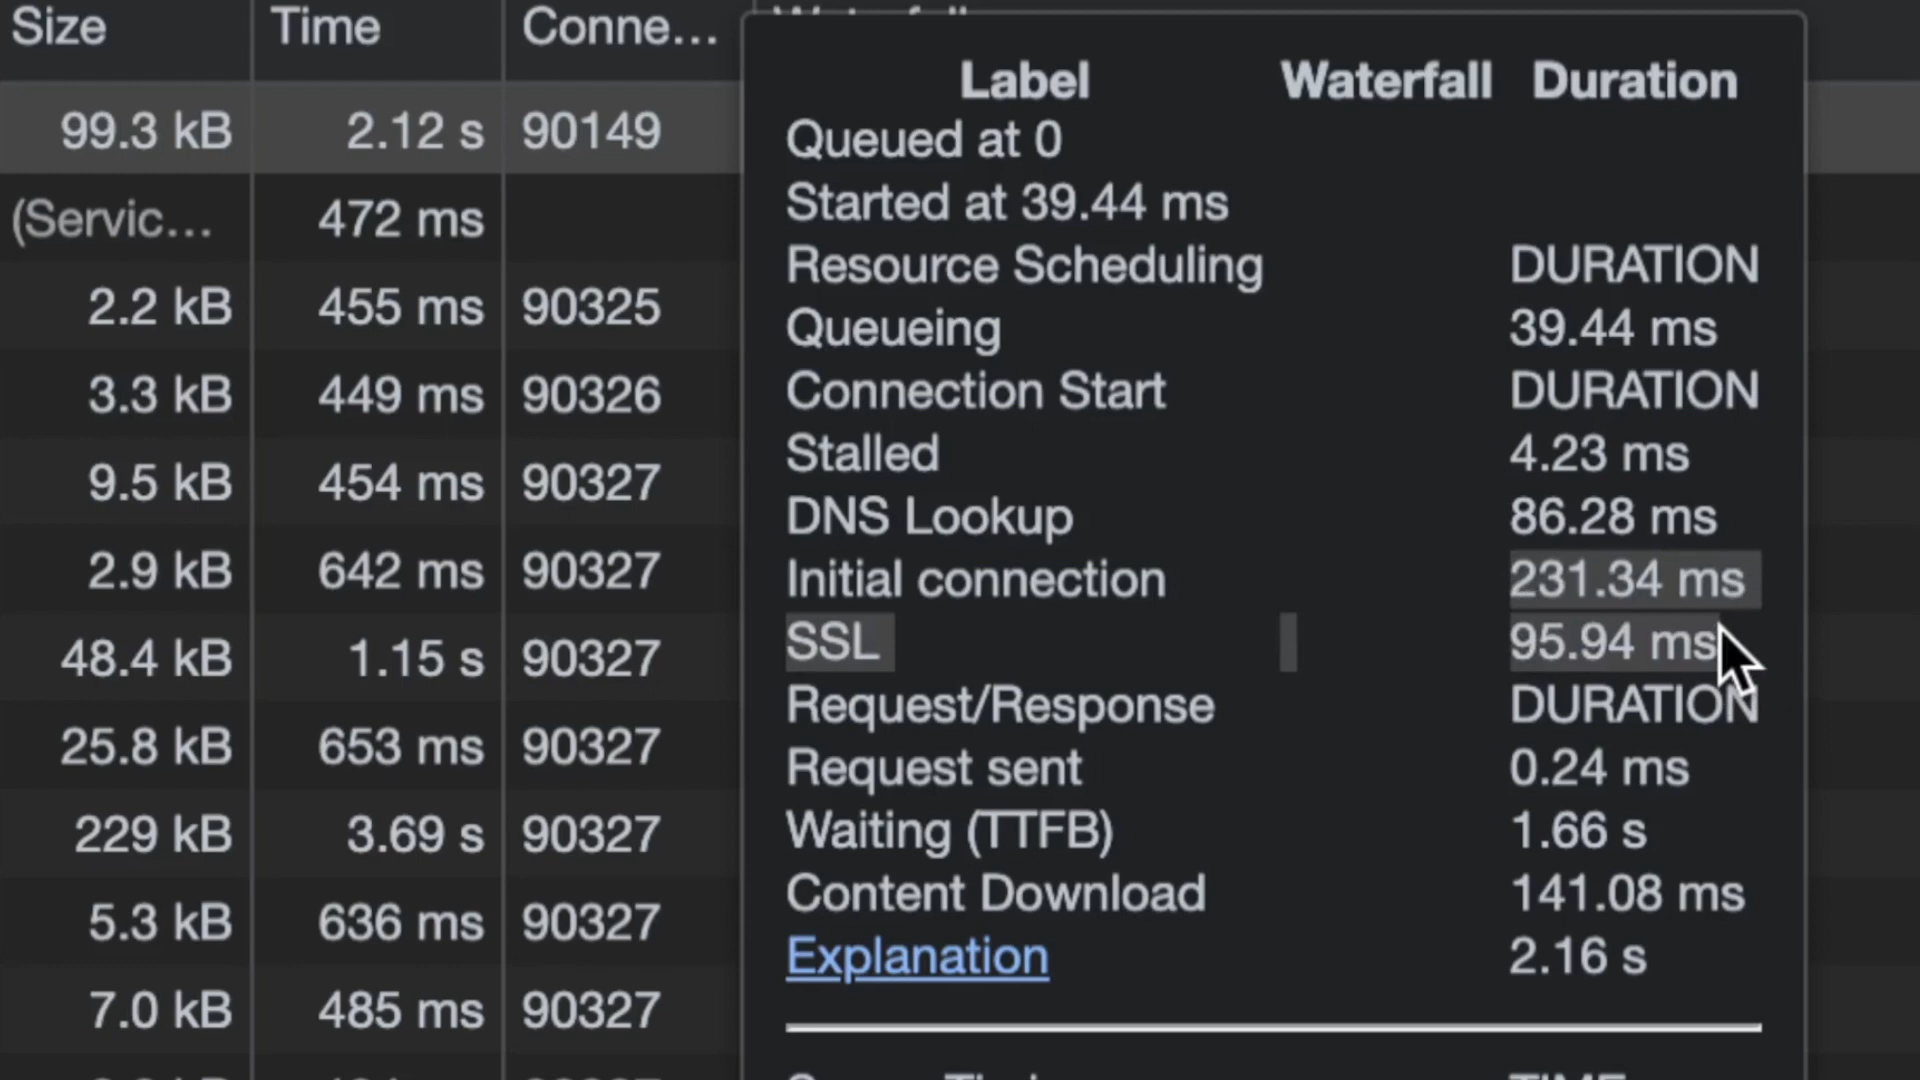 Size Time Conne... Waterfall
99.3 kB 2.12 s 90149
(Servic... 472 ms
2.2 kB 455 ms 90325
3.3 kB 449 ms 90326
9.5 kB 454 ms 90327
2.9 kB 642 ms 90327
48.4 kB 1.15 s 90327
25.8 kB 653 ms 90327
229 kB 3.69 s 90327
5.3 kB 636 ms 90327
7.0 kB 485 ms 90327
Label Waterfall Duration
Queued at 0
Started at 39.44 ms
Resource Scheduling DURATION
Queueing 39.44 ms
Connection Start DURATION
Stalled 4.23 ms
DNS Lookup 86.28 ms
Initial connection 231.34 ms
SSL 95.94 ms
Request/Response DURATION
Request sent 0.24 ms
Waiting (TTFB) 1.66 s
Content Download 141.08 ms
Explanation 2.16 s